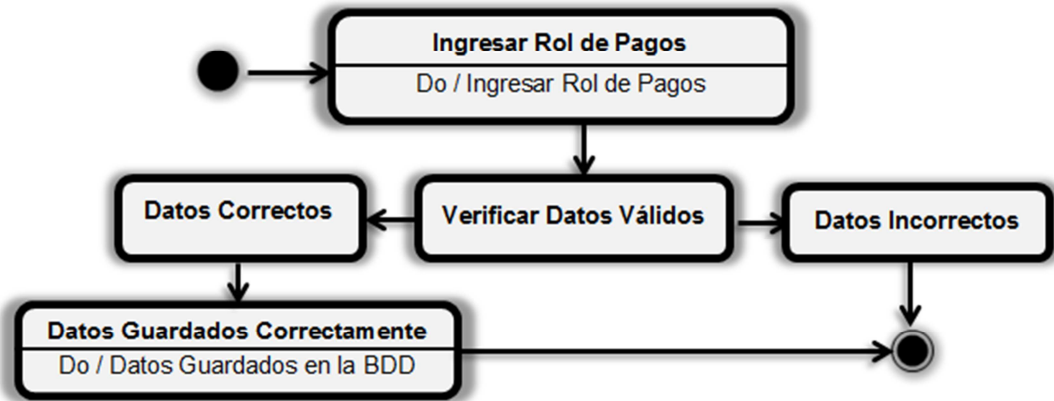 Ingresar Rol de Pagos
Do / Ingresar Rol de Pagos
Datos Correctos
Verificar Datos Válidos
Datos Incorrectos
Datos Guardados Correctamente
Do / Datos Guardados en la BDD